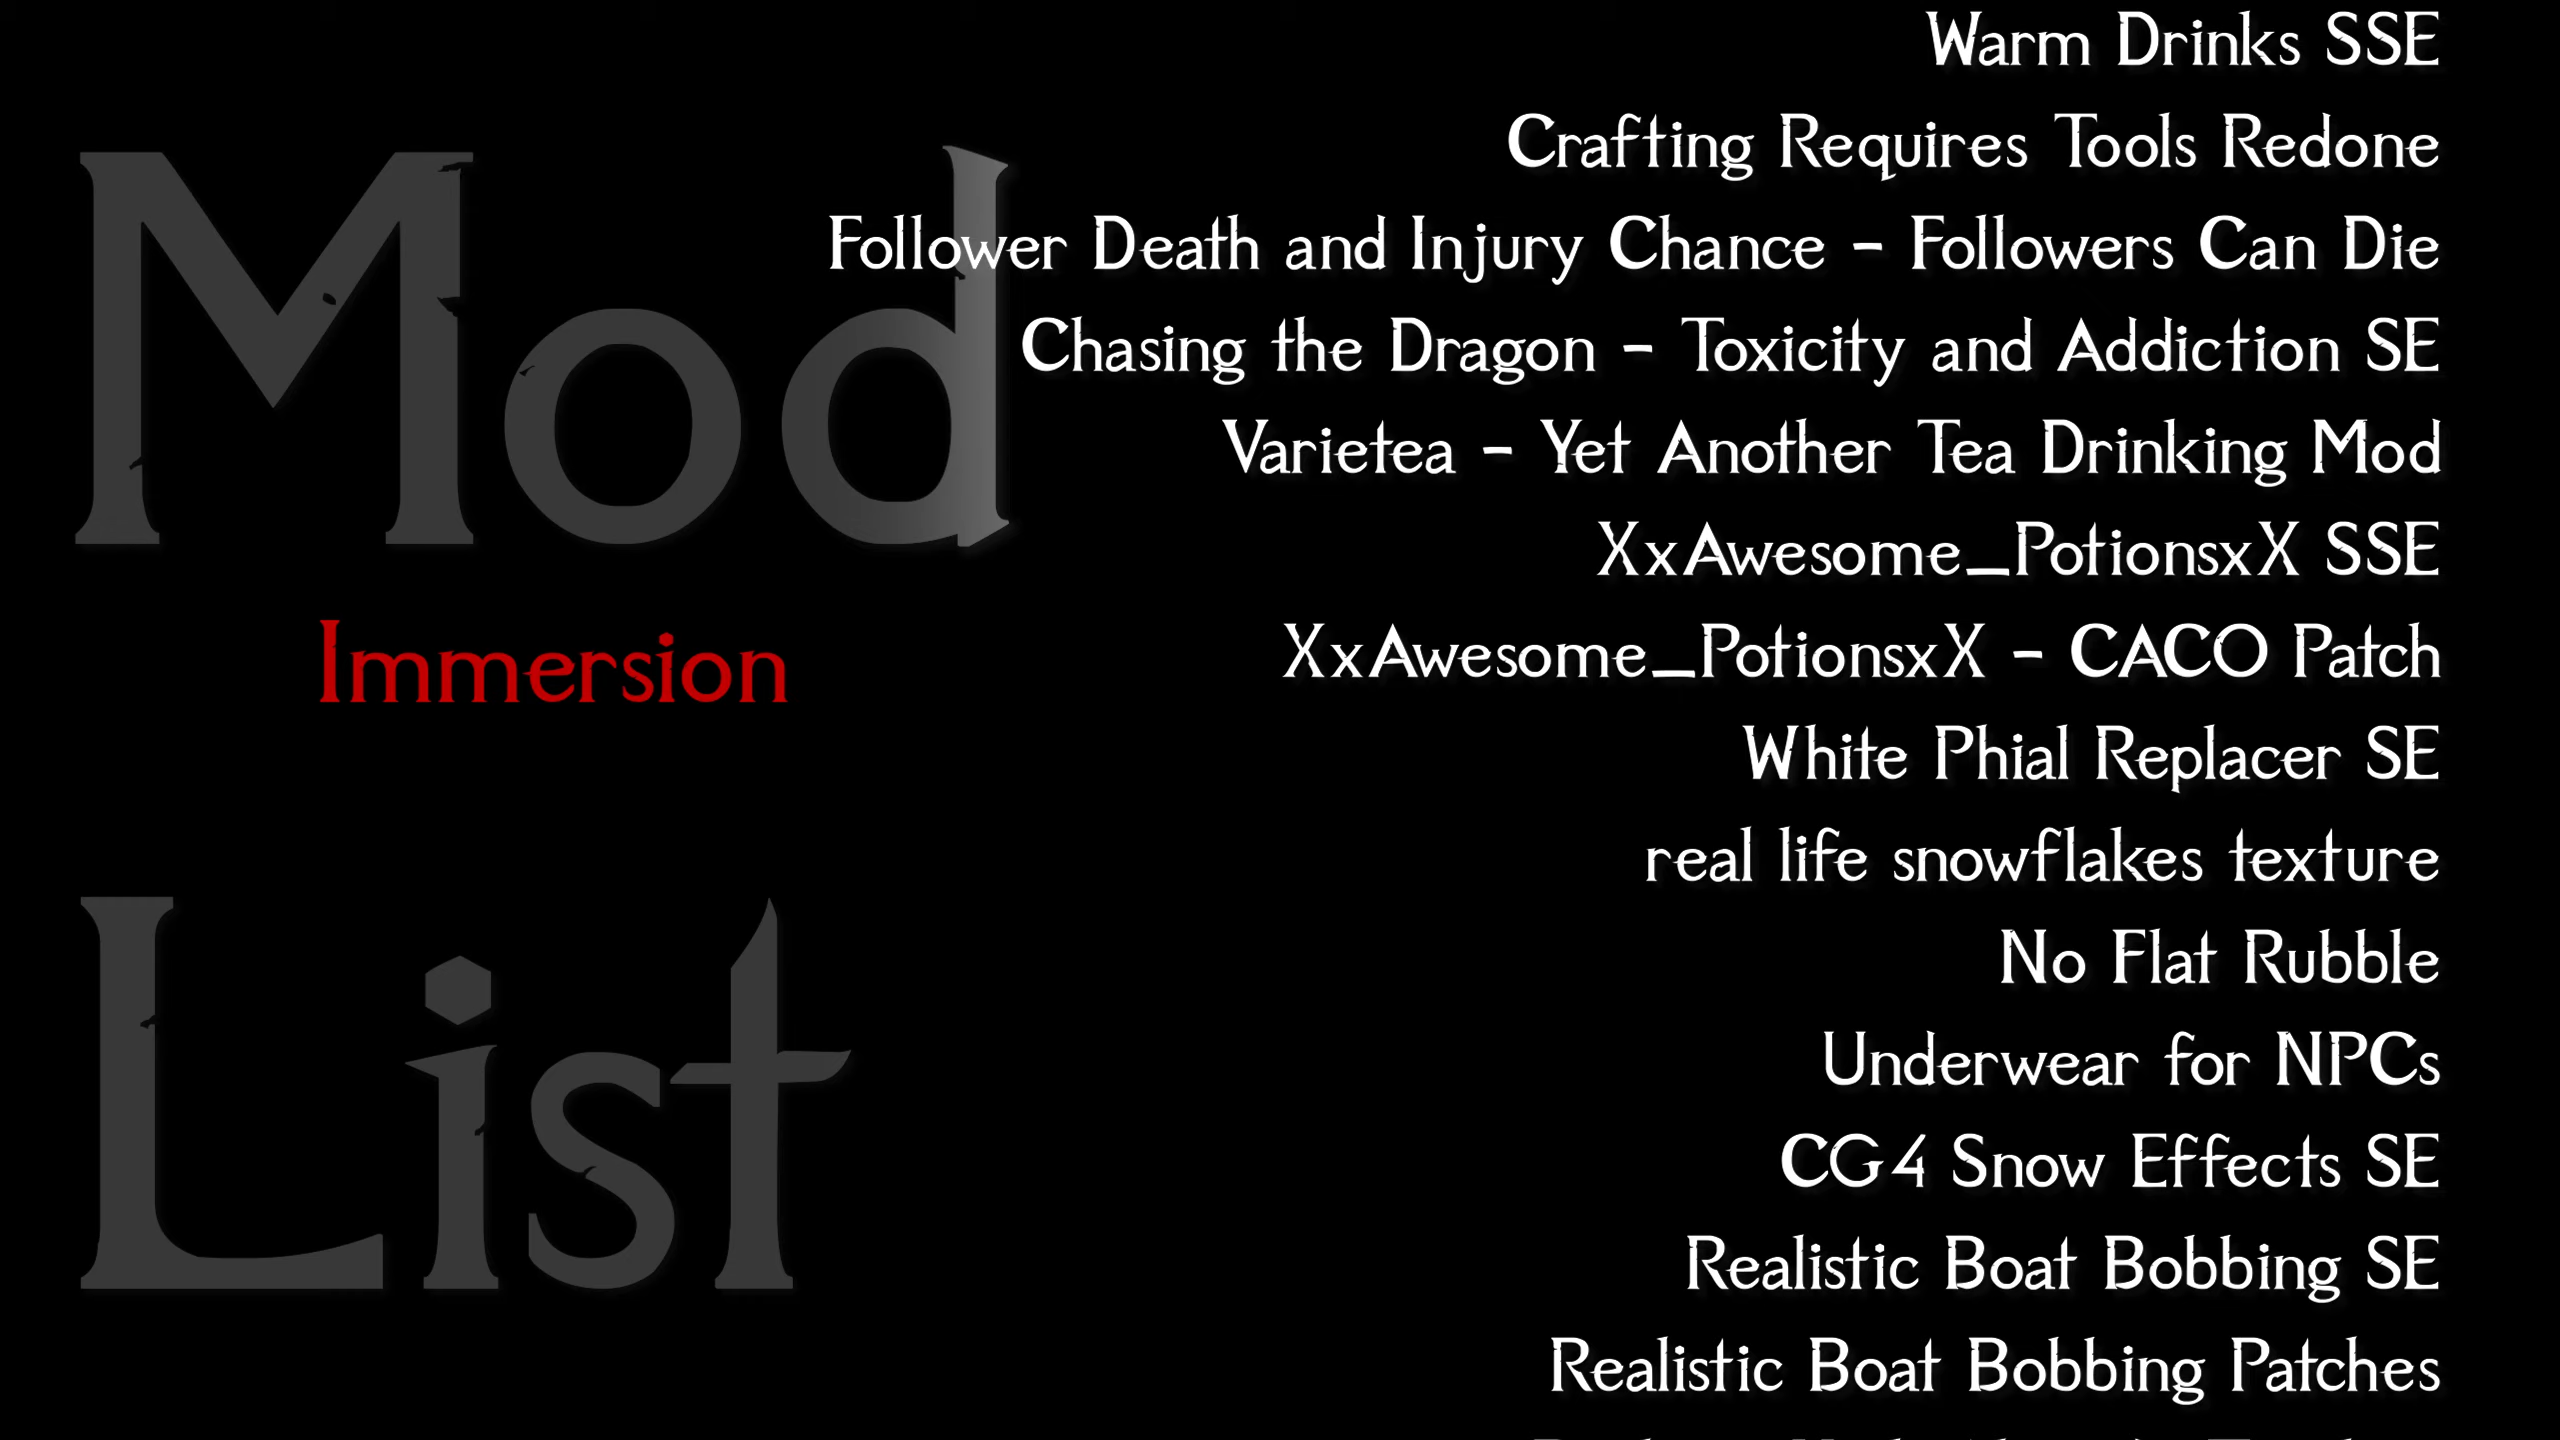 Mod
Immersion
List
Warm Drinks SSE
Crafting Requires Tools Redone
Follower Death and Injury Chance - Followers Can Die
Chasing the Dragon - Toxicity and Addiction SE
Varietea - Yet Another Tea Drinking Mod
XxAwesome_PotionsxX SSE
XxAwesome_PotionsxX - CACO Patch
White Phial Replacer SE
real life snowflakes texture
No Flat Rubble
Underwear for NPCs
CG4 Snow Effects SE
Realistic Boat Bobbing SE
Realistic Boat Bobbing Patches